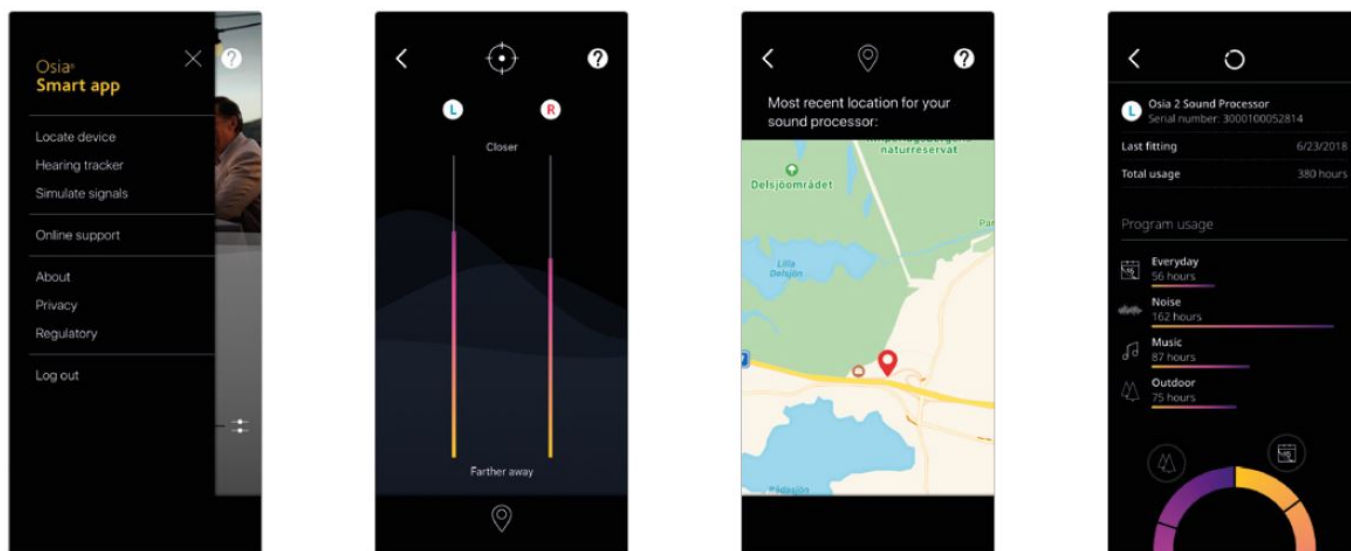 Osia®
Smart app
Locate device
Hearing tracker
Simulate signals
Online support
About
Privacy
Regulatory
Log out
?
?
L
R
Closer
Farther away
?
Most recent location for your
sound processor:
naturreservat
Delsjöområdet
Lilla
Delsjön
Rådasjön
L
Osia 2 Sound Processor
Serial number: 3000100052814
Last fitting 6/23/2018
Total usage 380 hours
Program usage
Everyday
56 hours
Noise
162 hours
Music
87 hours
Outdoor
75 hours